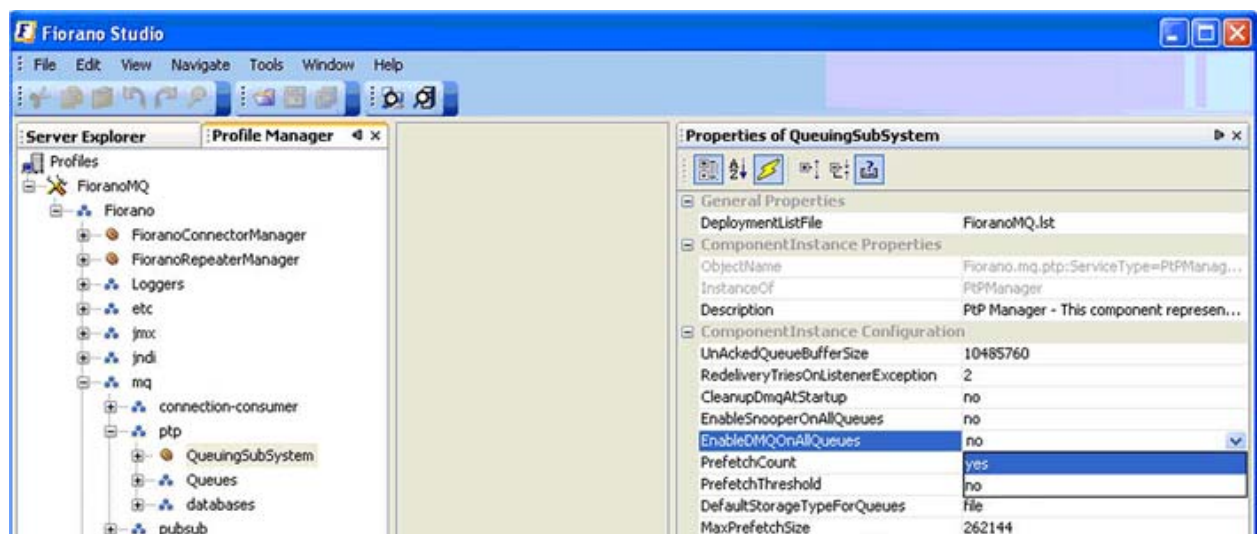 Fiorano Studio
File Edit View Navigate Tools Window Help
Server Explorer
Profile Manager
Profiles
FioranoMQ
Fiorano
FioranoConnectorManager
FioranoRepeaterManager
Loggers
etc
jmx
jndi
mq
connection-consumer
ptp
QueuingSubSystem
Queues
databases
pubsub
Properties of QueuingSubSystem
General Properties
DeploymentListFile FioranoMQ.lst
ComponentInstance Properties
ObjectName Fiorano.mq.ptp:ServiceType=PtPManag...
InstanceOf PtPManager
Description PtP Manager - This component represen...
ComponentInstance Configuration
UnAckedQueueBufferSize 10485760
RedeliveryTriesOnListenerException 2
CleanupDmqAtStartup no
EnableSnooperOnAllQueues no
EnableDMQOnAllQueues no
PrefetchCount yes
PrefetchThreshold no
DefaultStorageTypeForQueues file
MaxPrefetchSize 262144